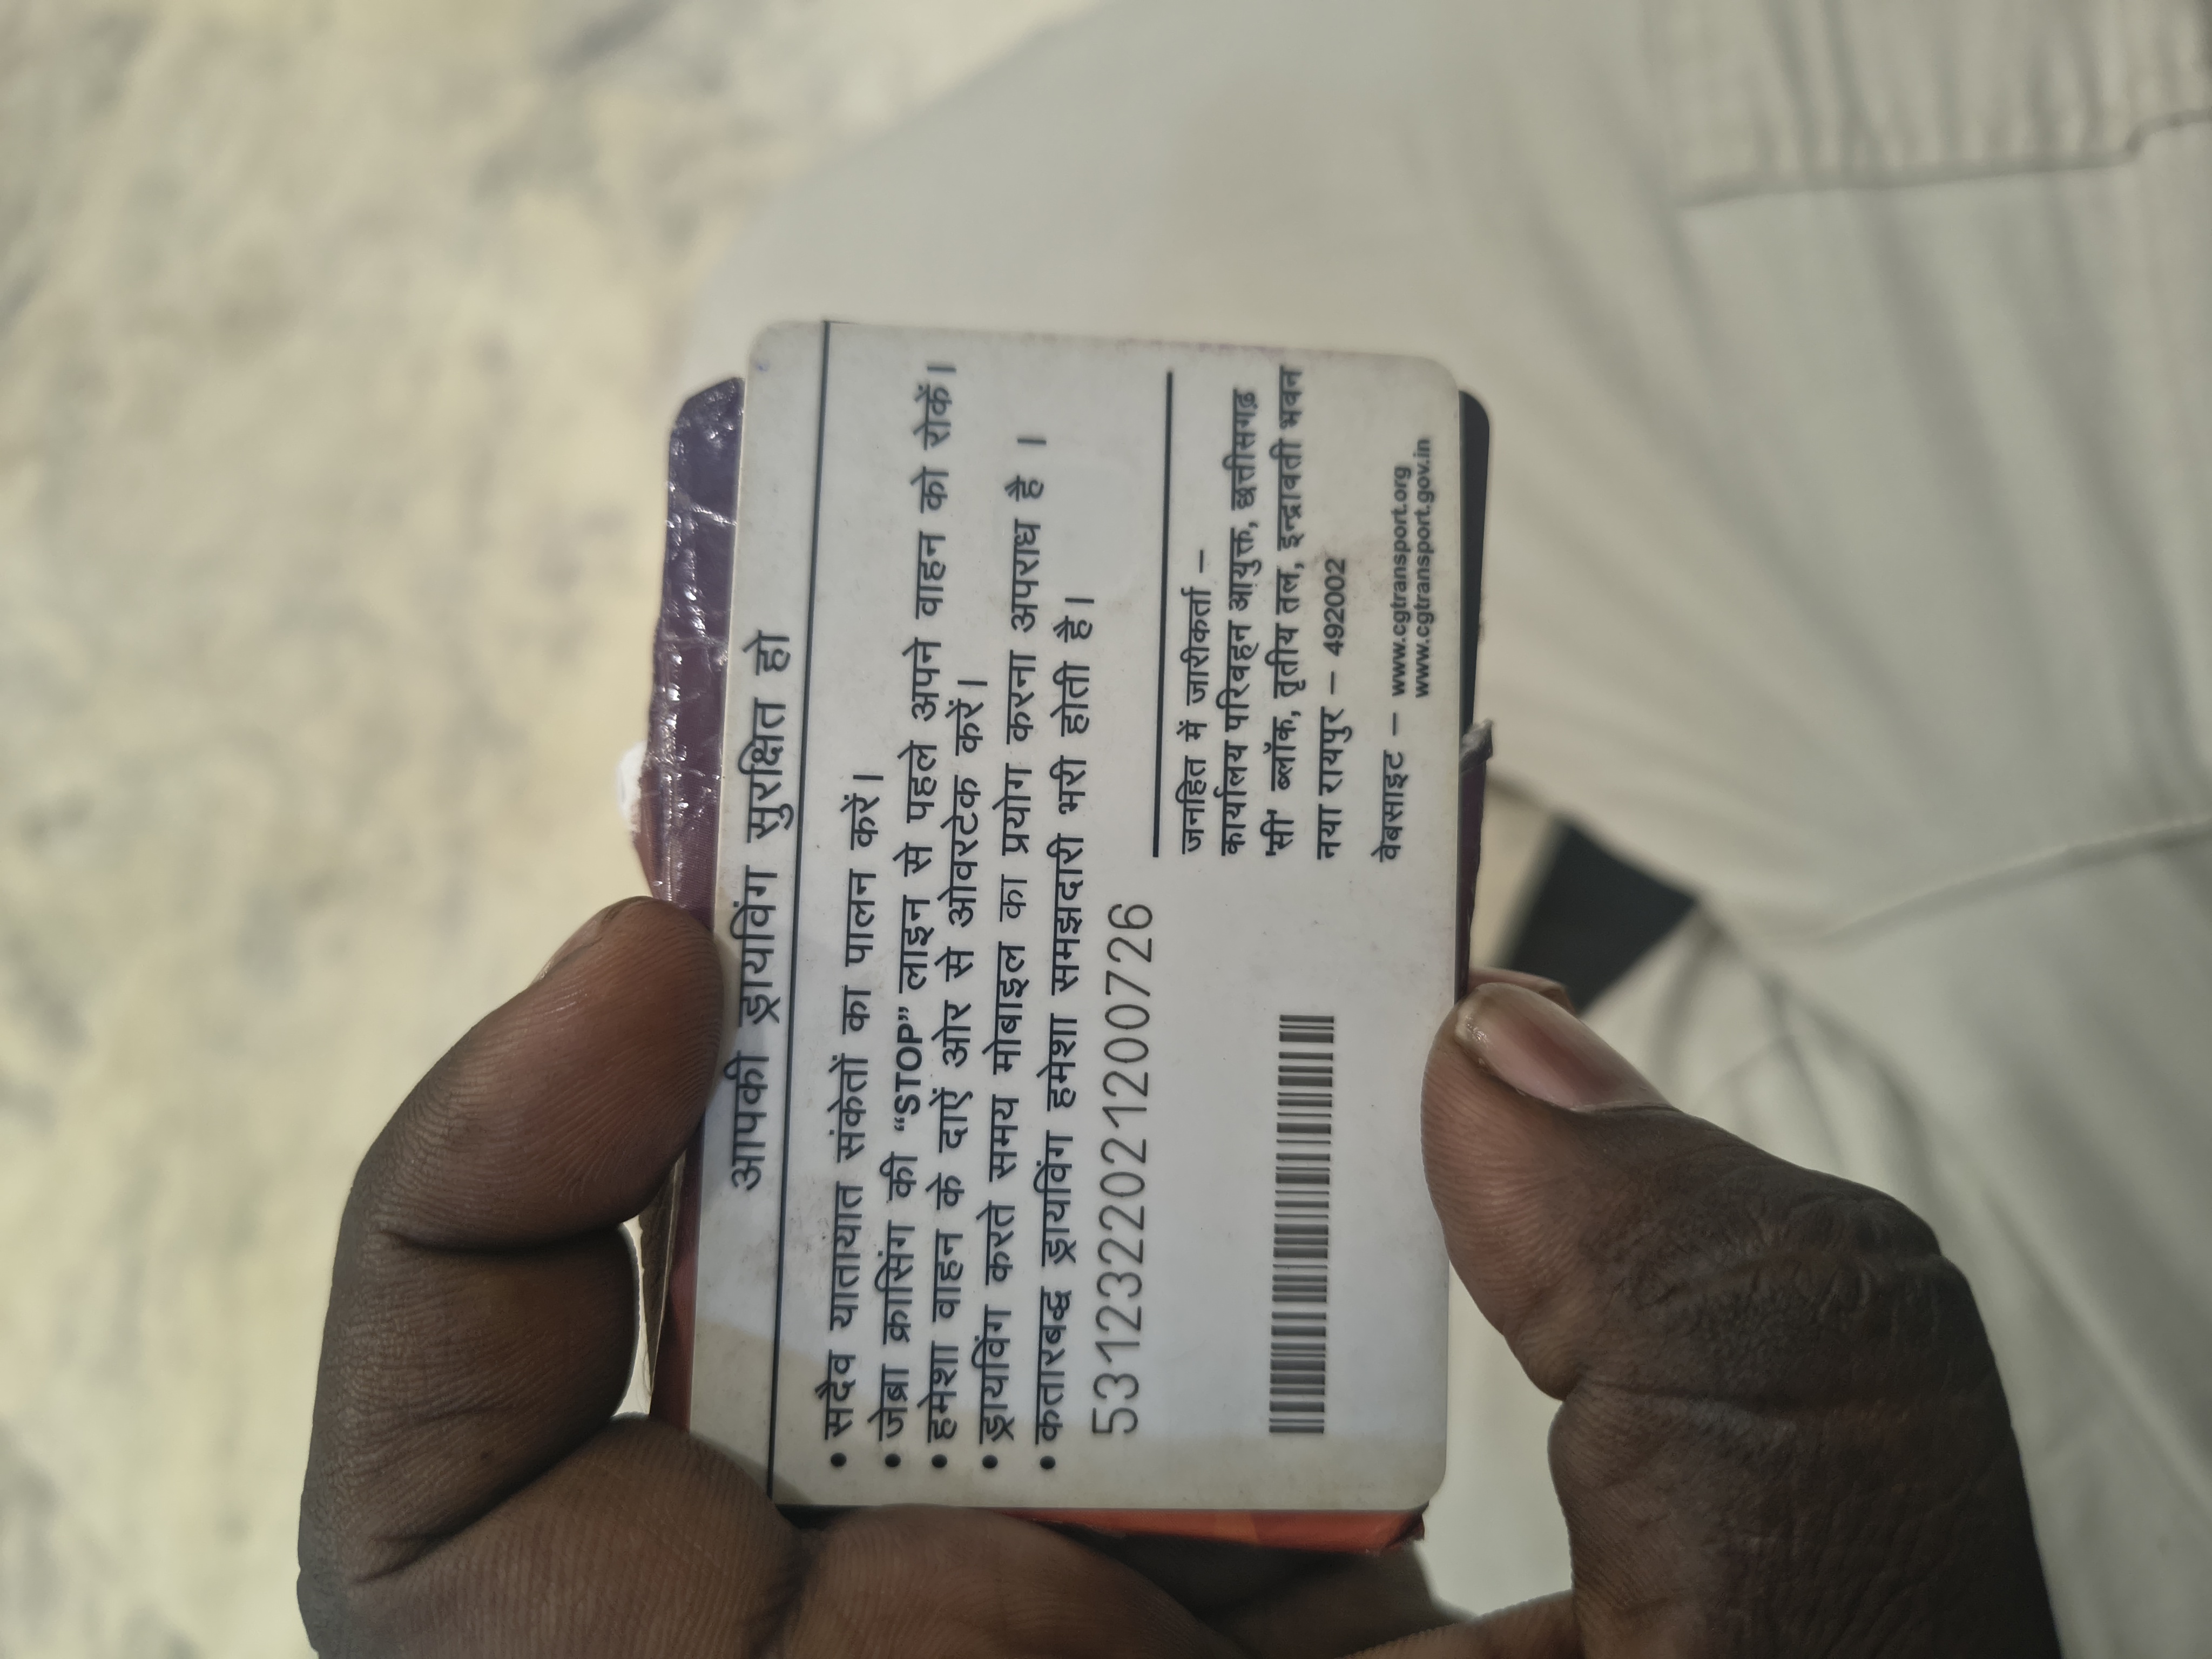 आपकी ड्रायविंग सुरक्षित हो
• सदैव यातायात संकेतों का पालन करें।
• जेब्रा क्रासिंग की “STOP” लाइन से पहले अपने वाहन को रोकें।
• हमेशा वाहन के दाऐं ओर से ओवरटेक करें।
• ड्रायविंग करते समय मोबाइल का प्रयोग करना अपराध है ।
• कतारबद्ध ड्रायविंग हमेशा समझदारी भरी होती है।
5312322021200726
जनहित में जारीकर्ता –
कार्यालय परिवहन आयुक्त, छत्तीसगढ़
'सी' ब्लॉक, तृतीय तल, इन्द्रावती भवन
नया रायपुर – 492002
वेबसाइट – www.cgtransport.org
www.cgtransport.gov.in